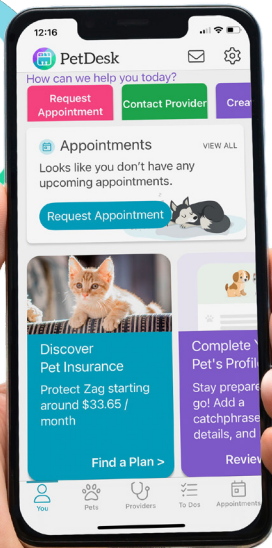 12:16
PetDesk
How can we help you today?
Request
Appointment
Contact Provider
Appointments
VIEW ALL
Looks like you don't have any
upcoming appointments.
Request Appointment
Discover
Pet Insurance
Protect Zag starting
around $33.65 /
month
Find a Plan >
Complete
Pet's
Stay
go! Add a
catchphrase
details, and
You
Pets
Providers
To Dos
Appointments